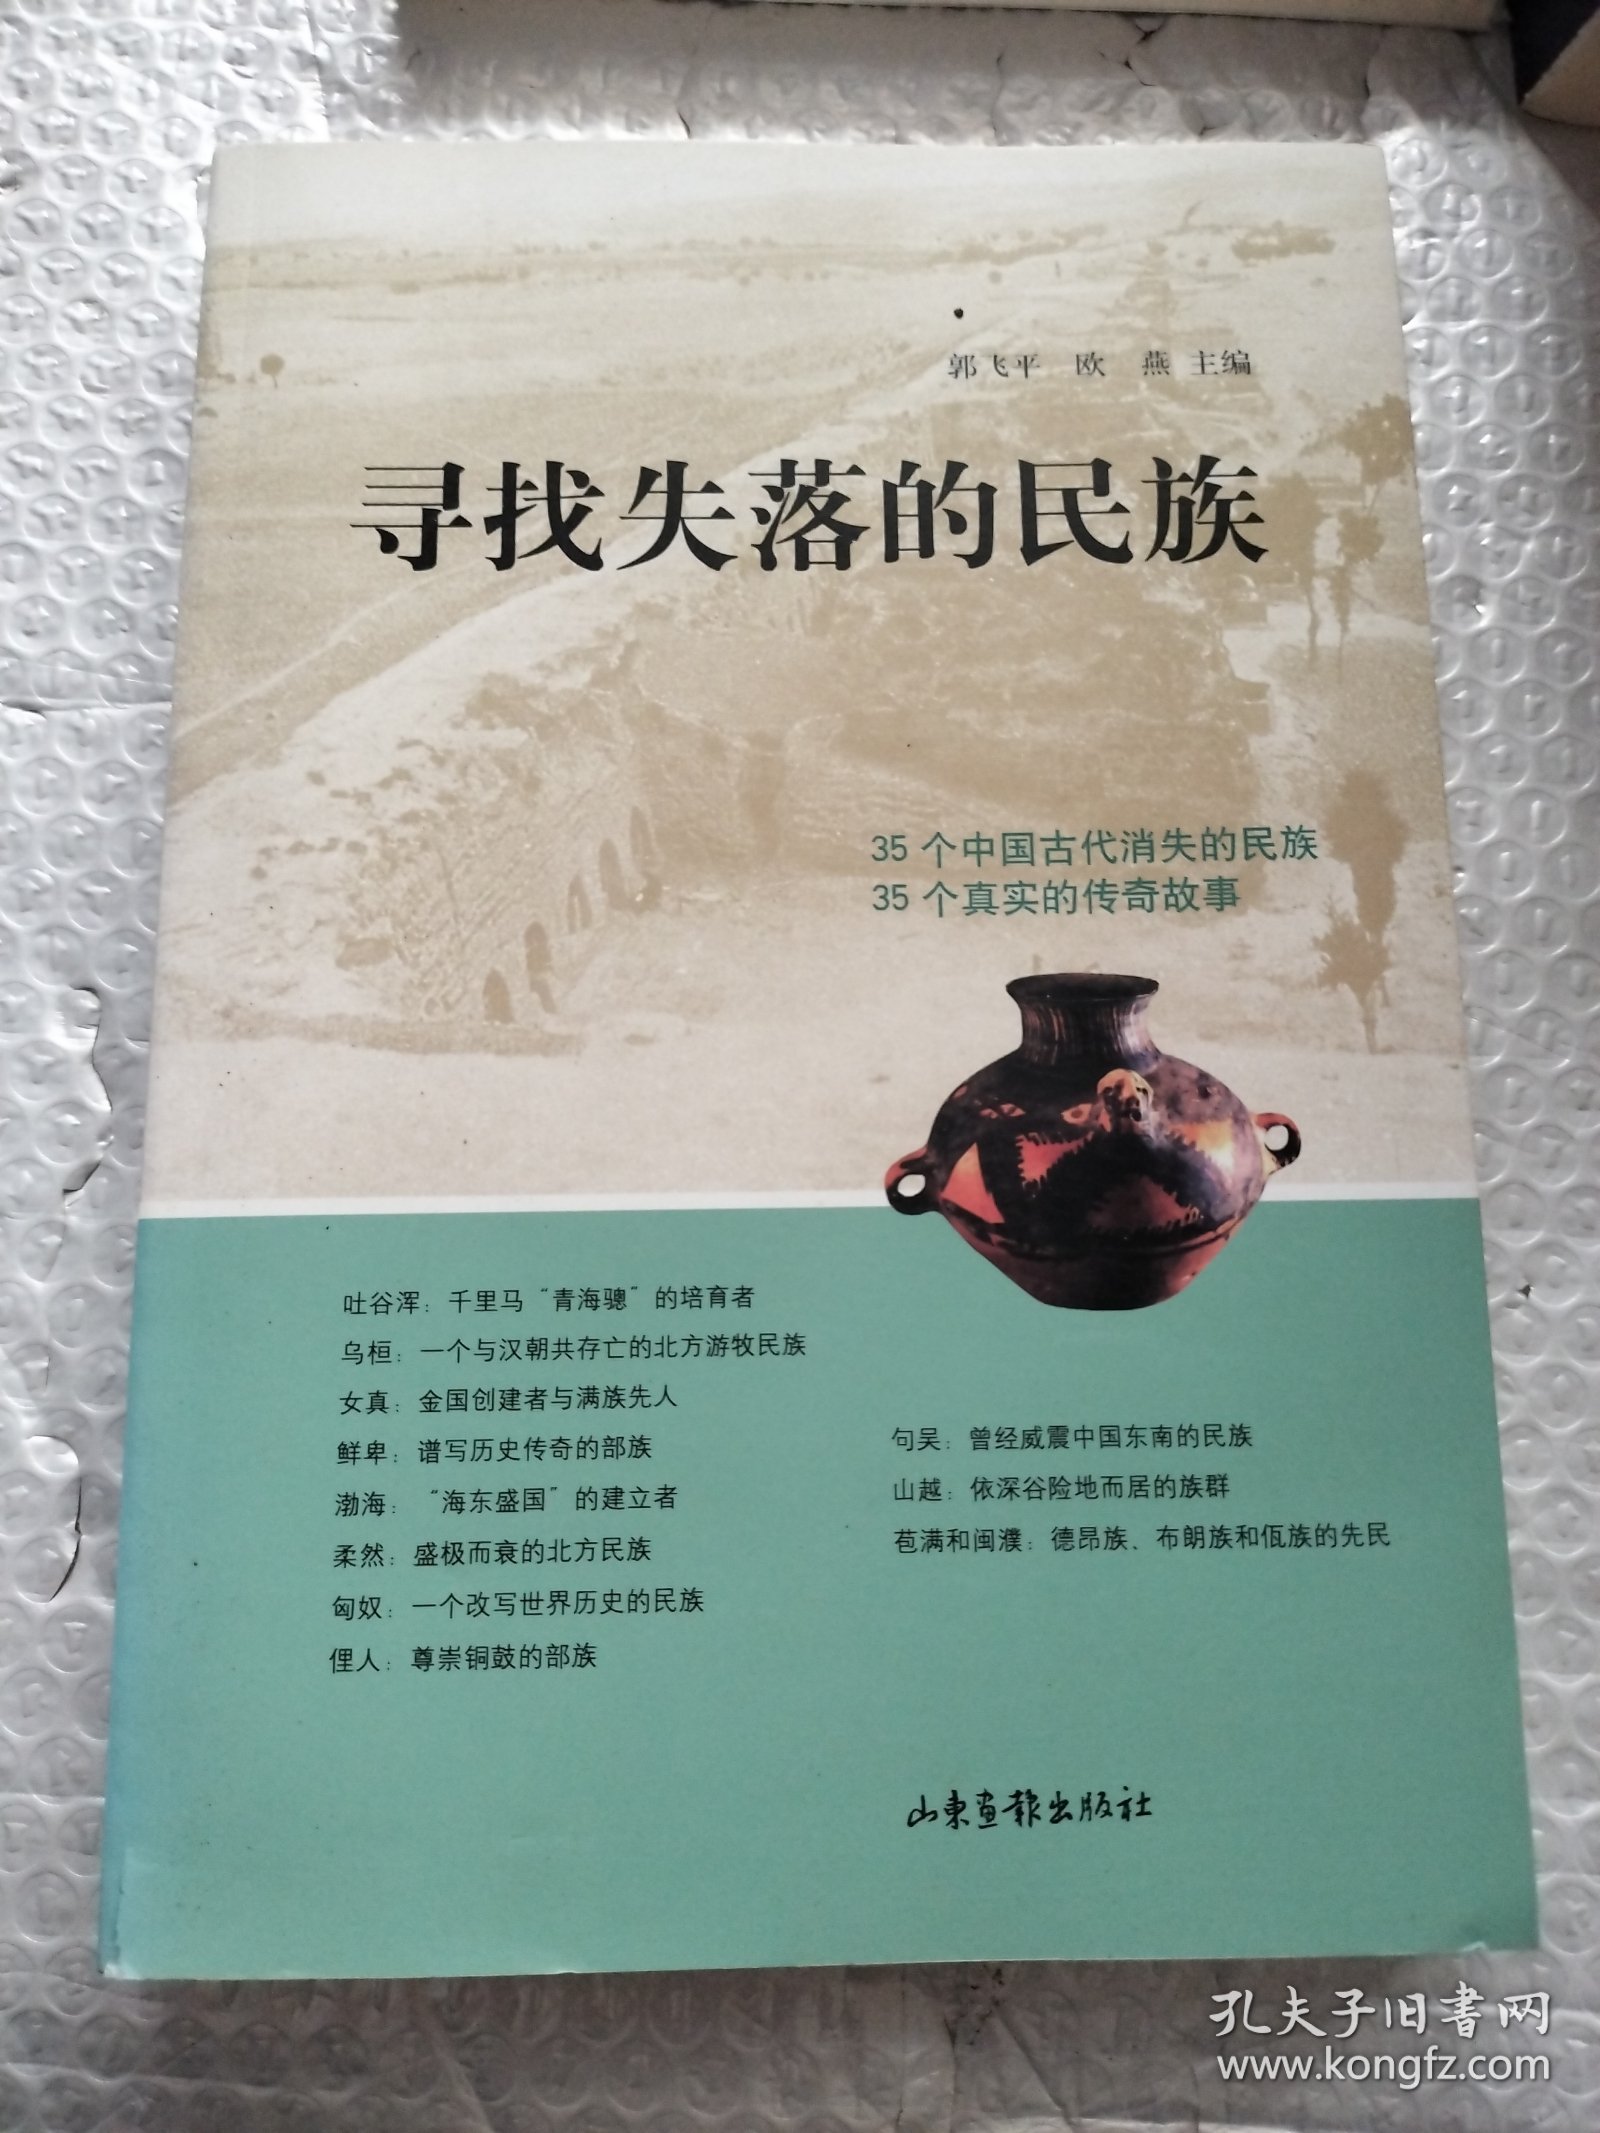 郭飞平 欧 燕 主编
寻找失落的民族
35 个中国古代消失的民族
35 个真实的传奇故事
吐谷浑：千里马“青海骢”的培育者
乌桓：一个与汉朝共存亡的北方游牧民族
女真：金国创建者与满族先人
鲜卑：谱写历史传奇的部族
渤海：“海东盛国”的建立者
柔然：盛极而衰的北方民族
匈奴：一个改写世界历史的民族
俚人：尊崇铜鼓的部族
句吴：曾经威震中国东南的民族
山越：依深谷险地而居的族群
苞满和闽濮：德昂族、布朗族和佤族的先民
山东画报出版社
孔夫子旧书网
www.kongfz.com